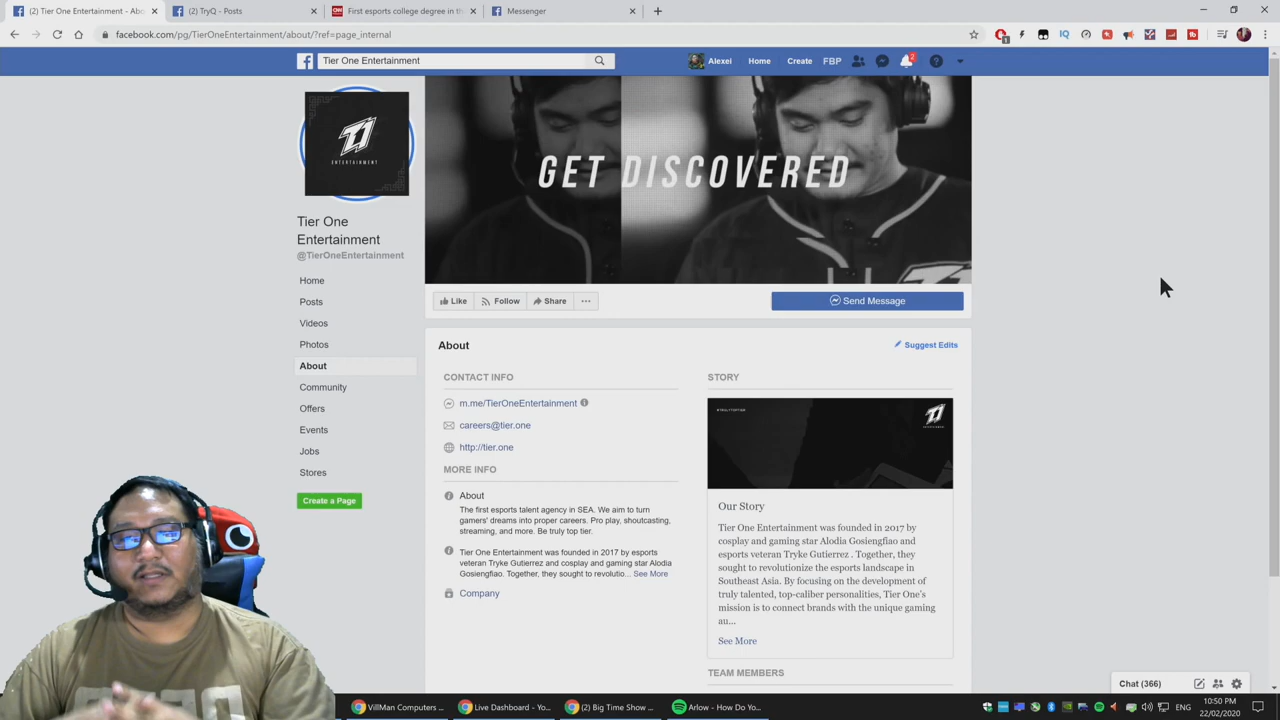 (2) Tier One Entertainment - Abo
(2) TryQ - Posts
First esports college degree in th
Messenger
facebook.com/pg/TierOneEntertainment/about/?ref=page_internal
Tier One Entertainment
Alexei
Home
Create
FBP
2
GET DISCOVERED
ENTERTAINMENT
Tier One
Entertainment
@TierOneEntertainment
Home
Posts
Videos
Photos
About
Community
Offers
Events
Jobs
Stores
Create a Page
Like
Follow
Share
Send Message
About
Suggest Edits
CONTACT INFO
m.me/TierOneEntertainment
careers@tier.one
http://tier.one
MORE INFO
About
The first esports talent agency in SEA. We aim to turn
gamers' dreams into proper careers. Pro play, shoutcasting,
streaming, and more. Be truly top tier.
Tier One Entertainment was founded in 2017 by esports
veteran Tryke Gutierrez and cosplay and gaming star Alodia
Gosiengfiao. Together, they sought to revolutio... See More
Company
STORY
#TRULYTOPTIER
Our Story
Tier One Entertainment was founded in 2017 by
cosplay and gaming star Alodia Gosiengfiao and
esports veteran Tryke Gutierrez . Together, they
sought to revolutionize the esports landscape in
Southeast Asia. By focusing on the development of
truly talented, top-caliber personalities, Tier One's
mission is to connect brands with the unique gaming
au...
See More
TEAM MEMBERS
Chat (366)
VillMan Computers ...
Live Dashboard - Yo...
(2) Big Time Show ...
Arlow - How Do Yo...
ENG
10:50 PM
22/02/2020